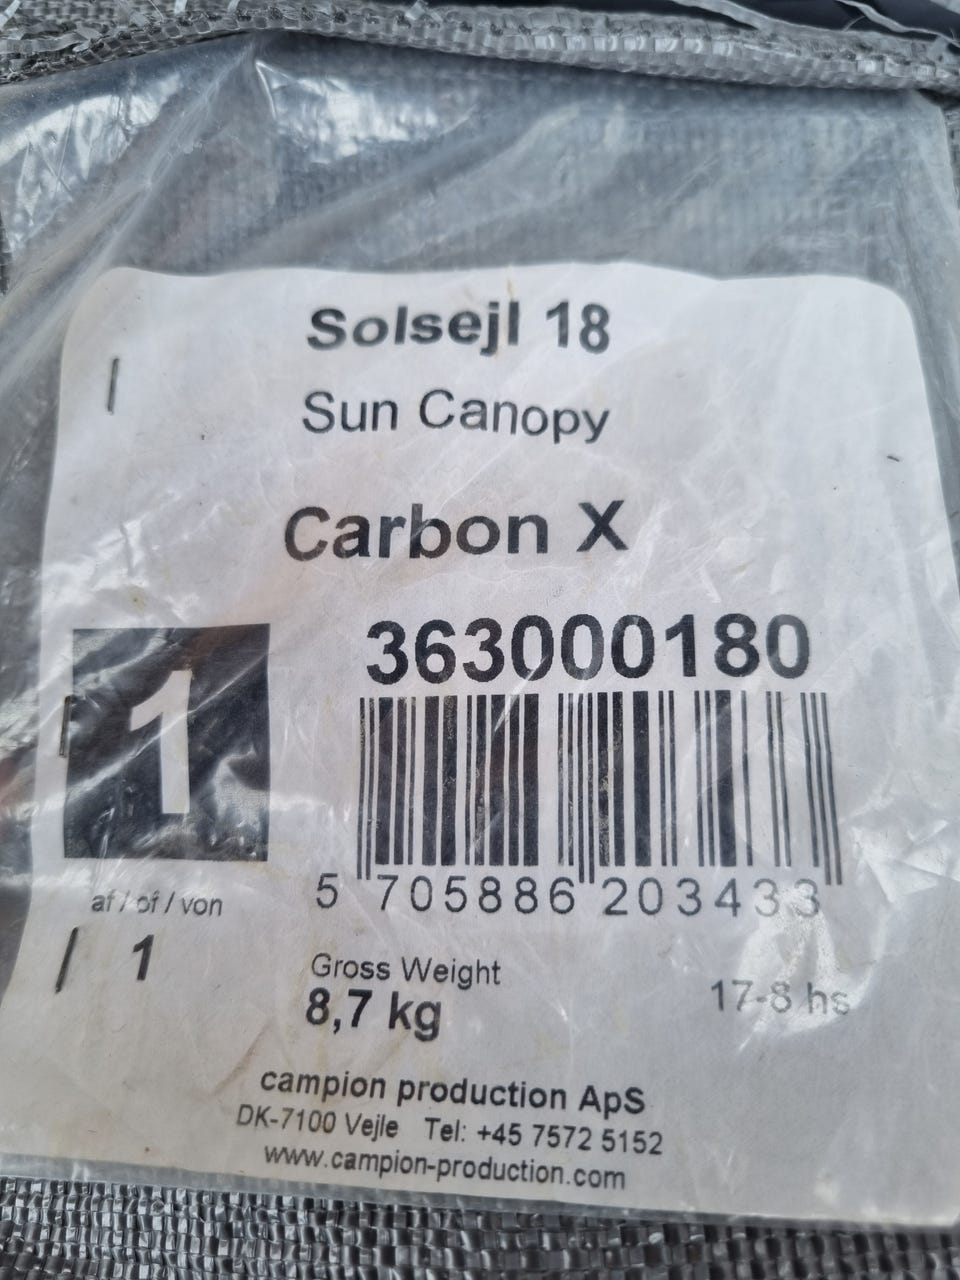 Solsejl 18
Sun Canopy
Carbon X
363000180
1
5 705886 203433
af / of / von
1
Gross Weight
8,7 kg
17-8 hs
campion production ApS
DK-7100 Vejle Tel: +45 7572 5152
www.campion-production.com